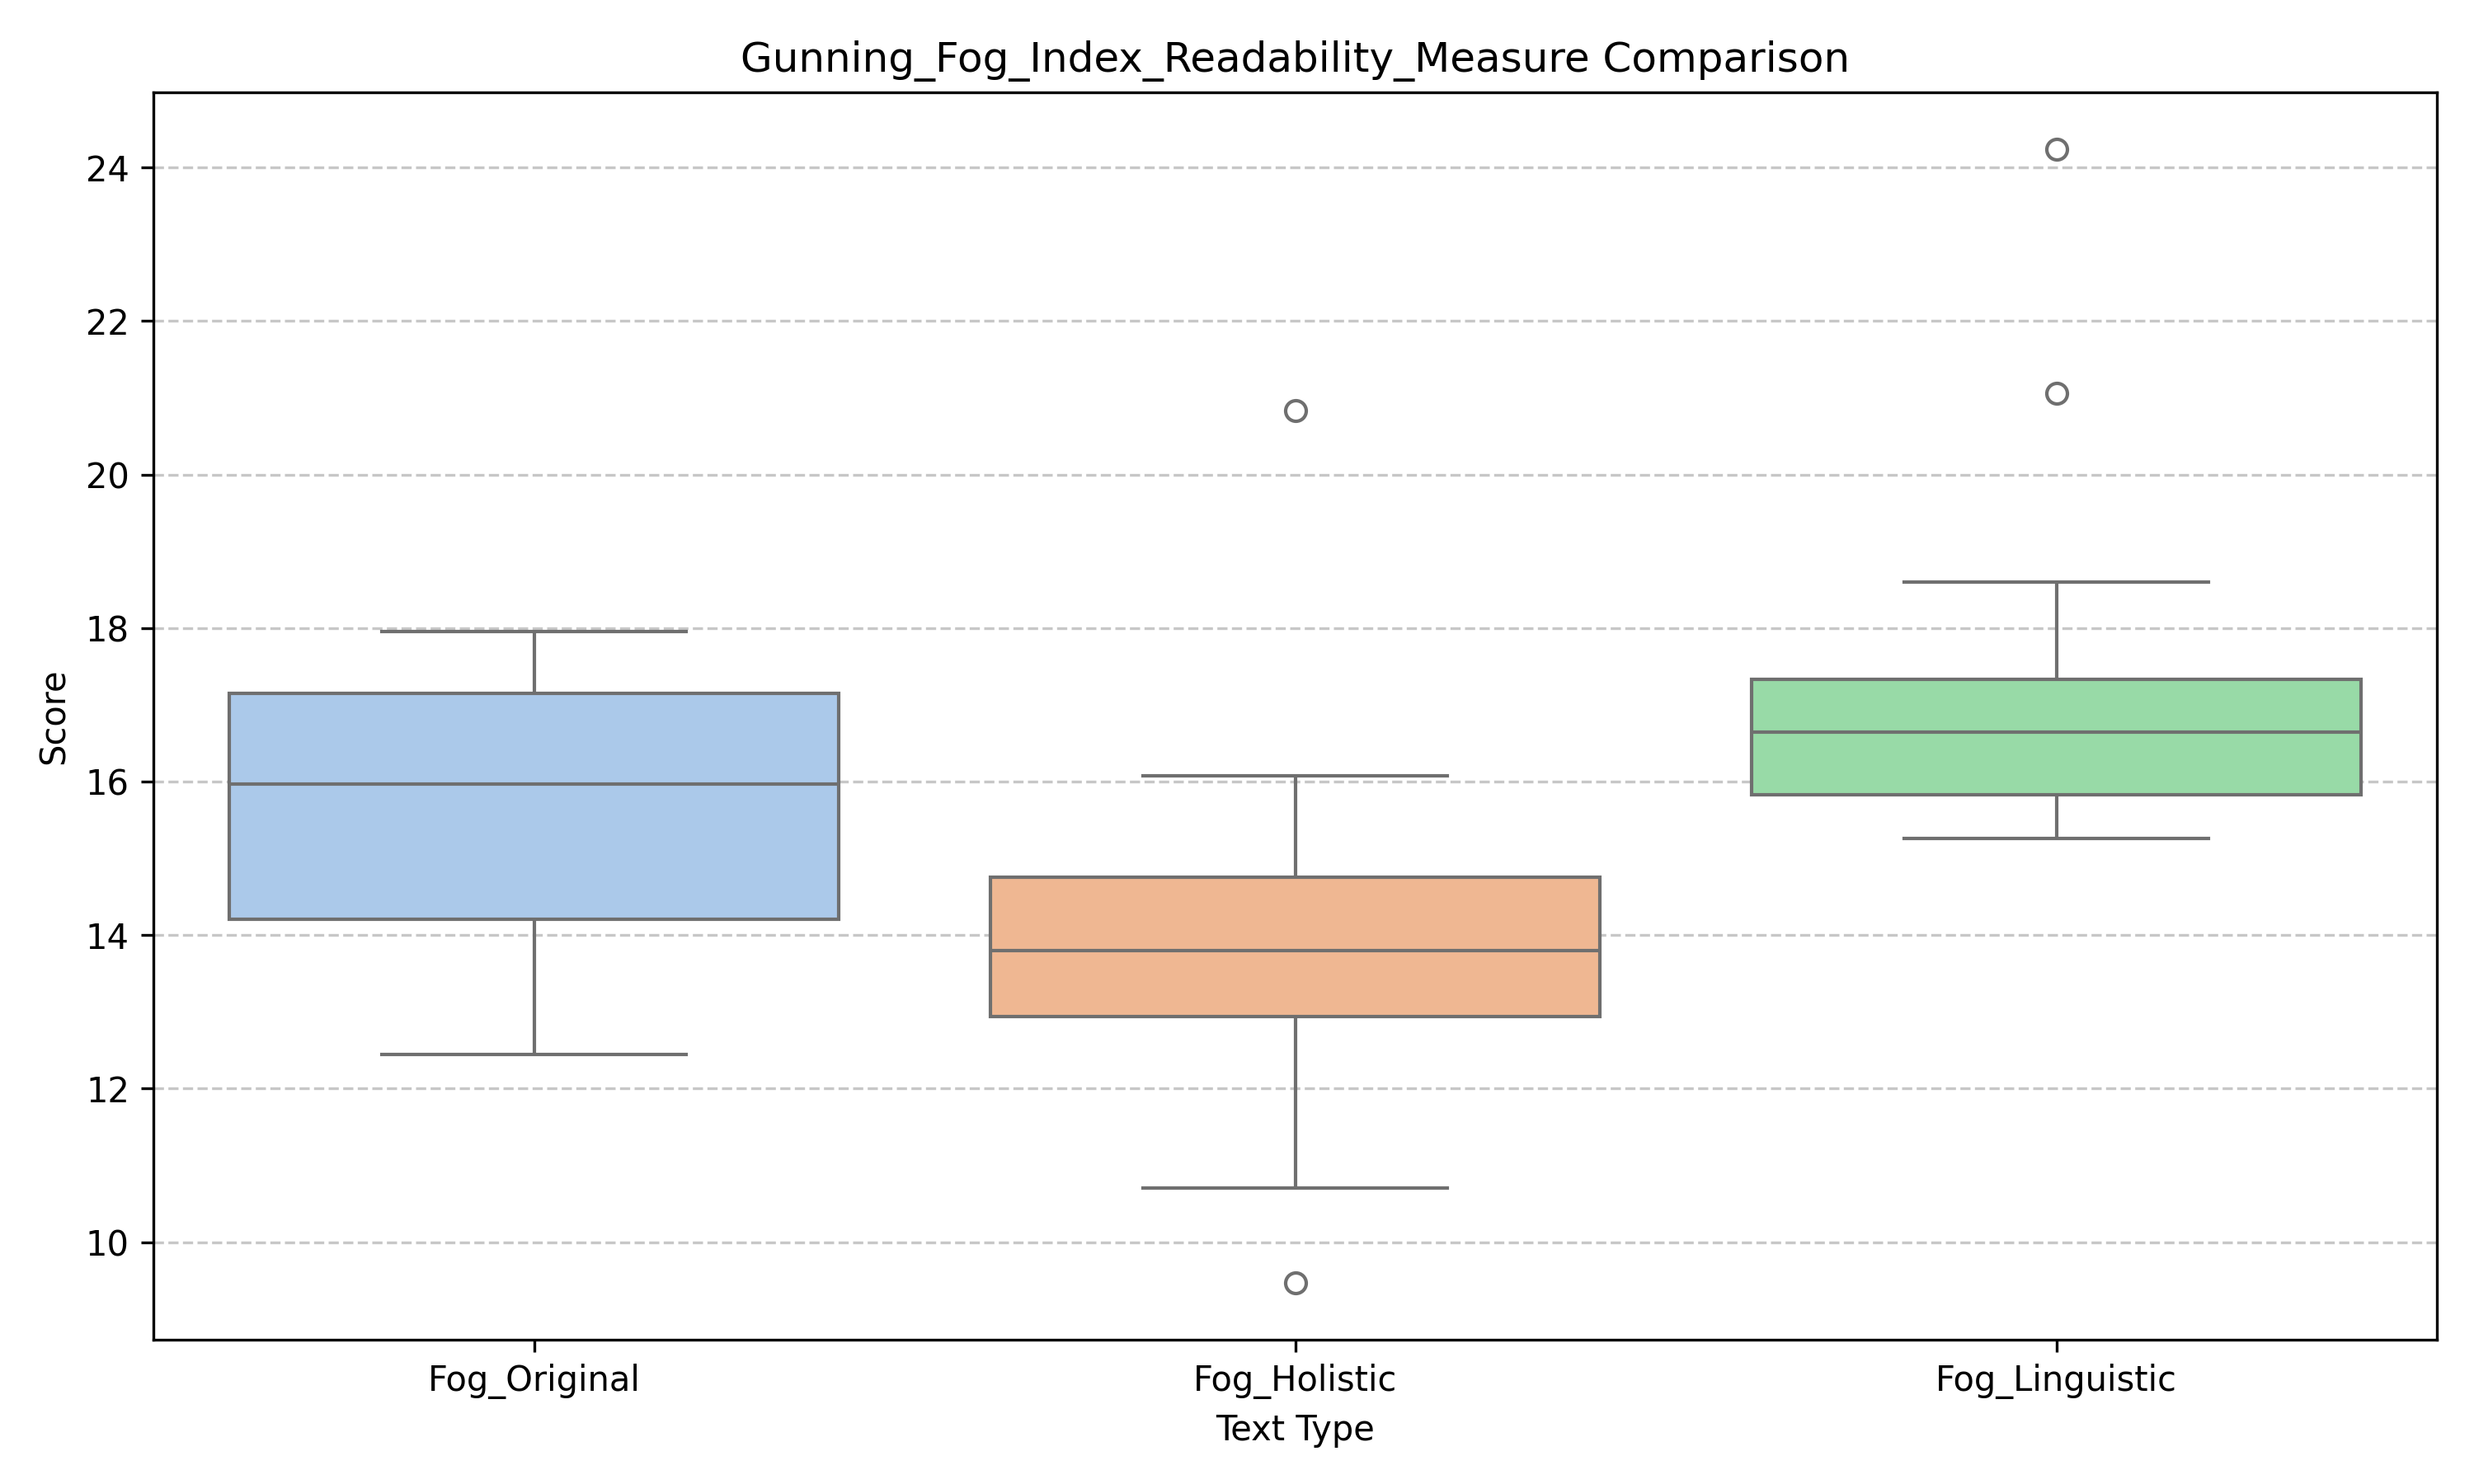 Gunning_Fog_Index_Readability_Measure Comparison
Score
24
22
20
18
16
14
12
10
Fog_Original
Fog_Holistic
Fog_Linguistic
Text Type